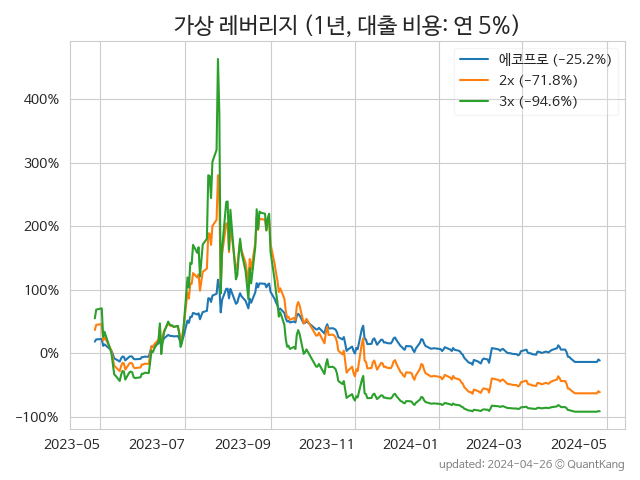 가상 레버리지 (1년, 대출 비용: 연 5%)
에코프로 (-25.2%)
2x (-71.8%)
3x (-94.6%)
400%
300%
200%
100%
0%
-100%
2023-05 2023-07 2023-09 2023-11 2024-01 2024-03 2024-05
updated: 2024-04-26 © QuantKang